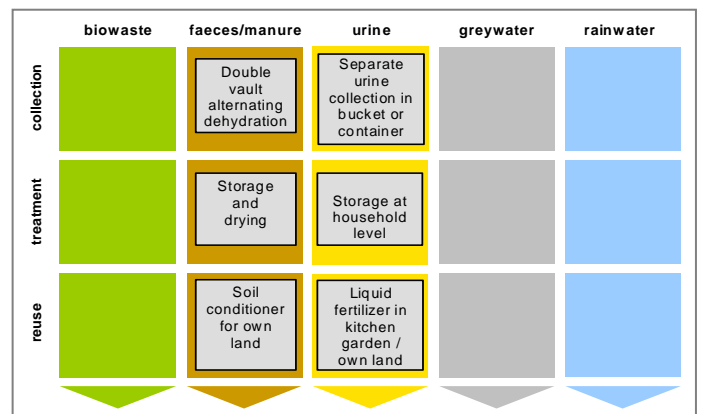 biowaste
faeces/manure
urine
greywater
rainwater
collection
Double
vault
alternating
dehydration
Separate
urine
collection in
bucket or
container
treatment
Storage
and
drying
Storage at
household
level
reuse
Soil
conditioner
for own
land
Liquid
fertilizer in
kitchen
garden /
own land